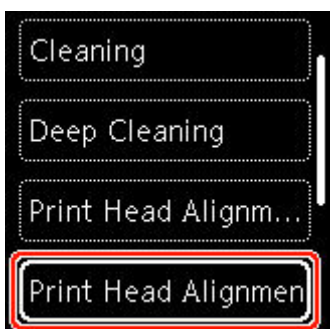 Cleaning
Deep Cleaning
Print Head Alignm...
Print Head Alignmen